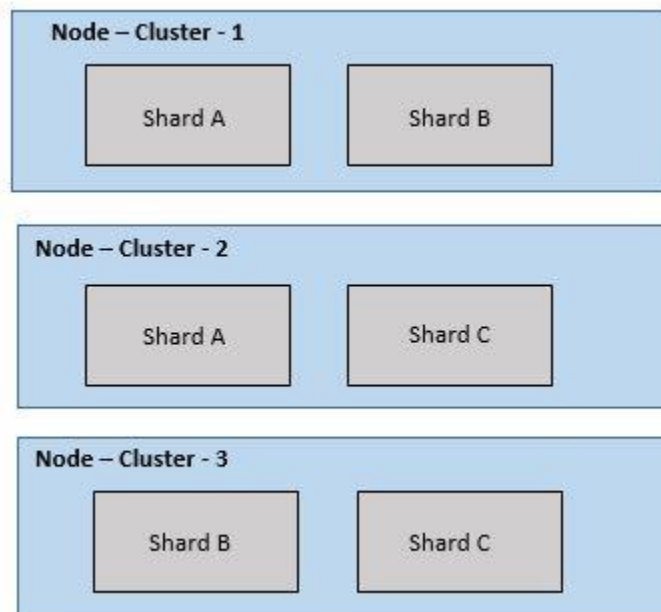 Node – Cluster - 1
Shard A
Shard B
Node – Cluster - 2
Shard A
Shard C
Node – Cluster - 3
Shard B
Shard C